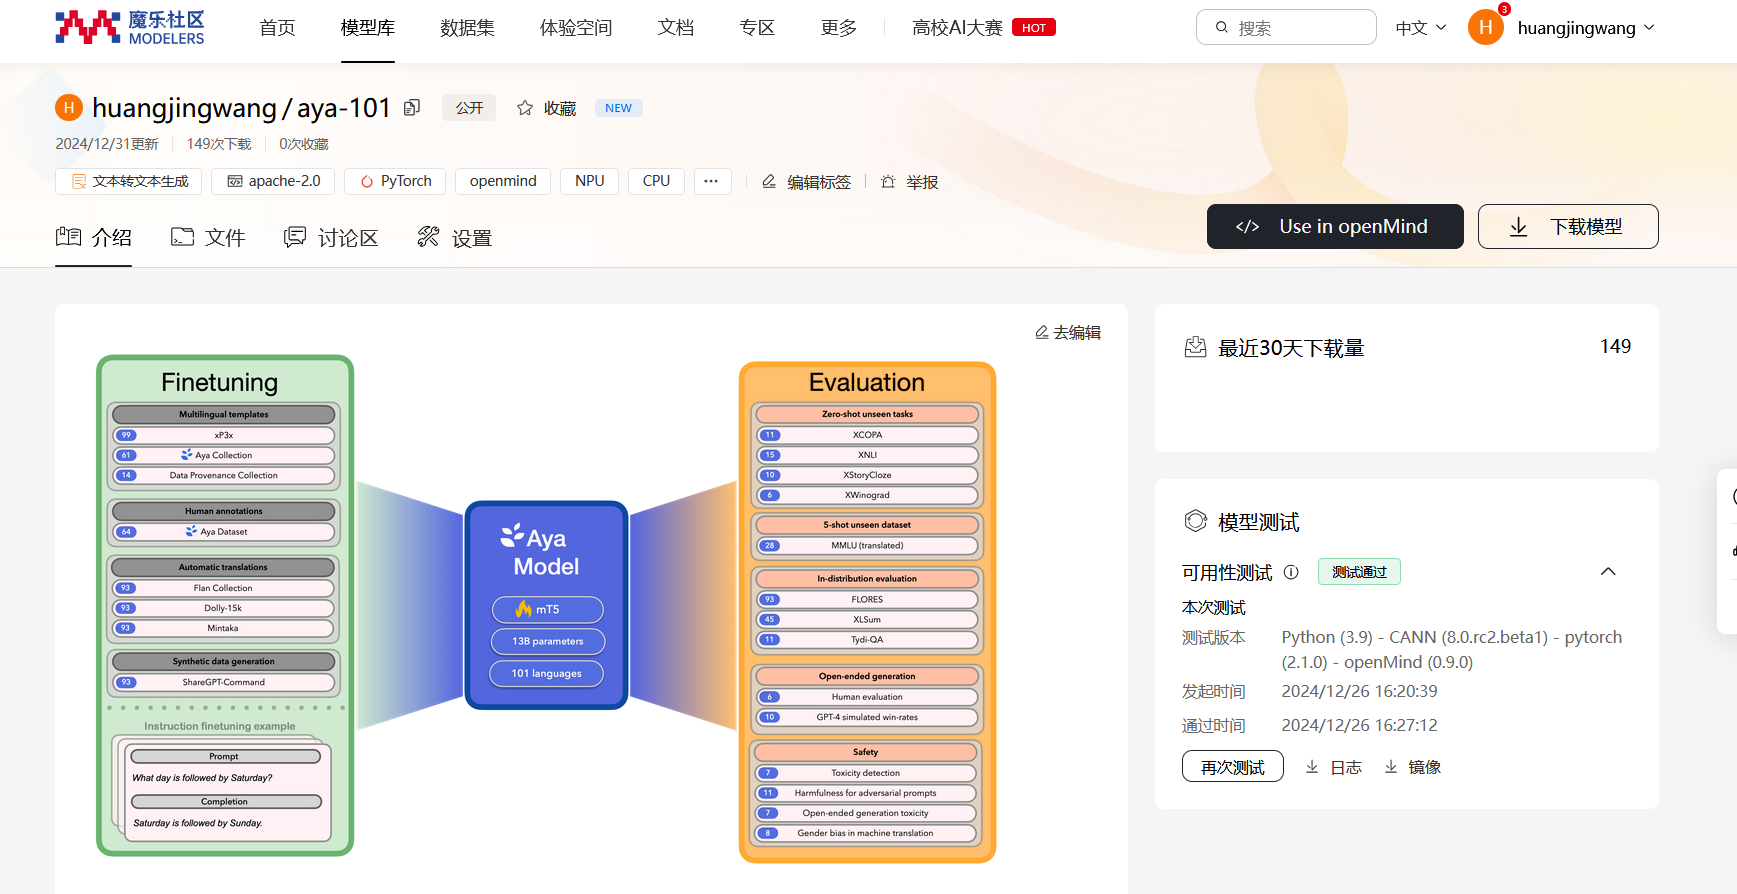 魔乐社区
MODELERS
首页 模型库 数据集 体验空间 文档 专区 更多 高校AI大赛 HOT 搜索 中文 H 3 huangjingwang
H huangjingwang / aya-101 公开 收藏 NEW
2024/12/31更新 149次下载 0次收藏
文本转文本生成 apache-2.0 PyTorch openmind NPU CPU ··· 编辑标签 举报
介绍 文件 讨论区 设置
</> Use in openMind 下载模型
去编辑
Finetuning
Multilingual templates
99 xP3x
61 Aya Collection
14 Data Provenance Collection
Human annotations
64 Aya Dataset
Automatic translations
93 Flan Collection
93 Dolly-15k
93 Mintaka
Synthetic data generation
93 ShareGPT-Command
Instruction finetuning example
Prompt
What day is followed by Saturday?
Completion
Saturday is followed by Sunday.
Aya
Model
mT5
13B parameters
101 languages
Evaluation
Zero-shot unseen tasks
11 XCOPA
15 XNLI
10 XStoryCloze
6 XWinograd
5-shot unseen dataset
28 MMLU (translated)
In-distribution evaluation
93 FLORES
45 XLSum
11 Tydi-QA
Open-ended generation
6 Human evaluation
10 GPT-4 simulated win-rates
Safety
7 Toxicity detection
11 Harmfulness for adversarial prompts
7 Open-ended generation toxicity
8 Gender bias in machine translation
最近30天下载量 149
模型测试
可用性测试 测试通过
本次测试
测试版本 Python (3.9) - CANN (8.0.rc2.beta1) - pytorch
(2.1.0) - openMind (0.9.0)
发起时间 2024/12/26 16:20:39
通过时间 2024/12/26 16:27:12
再次测试 日志 镜像